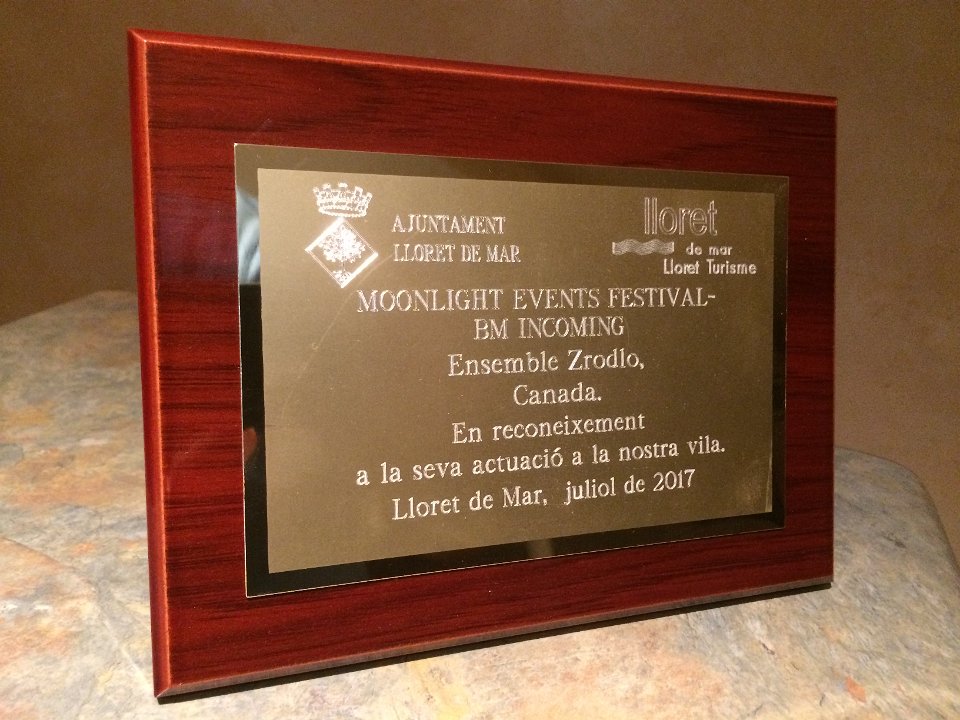 AJUNTAMENT
LLORET DE MAR
lloret
de mar
Lloret Turisme
MOONLIGHT EVENTS FESTIVAL-
BM INCOMING
Ensemble Zrodlo,
Canada.
En reconeixement
a la seva actuació a la nostra vila.
Lloret de Mar, juliol de 2017